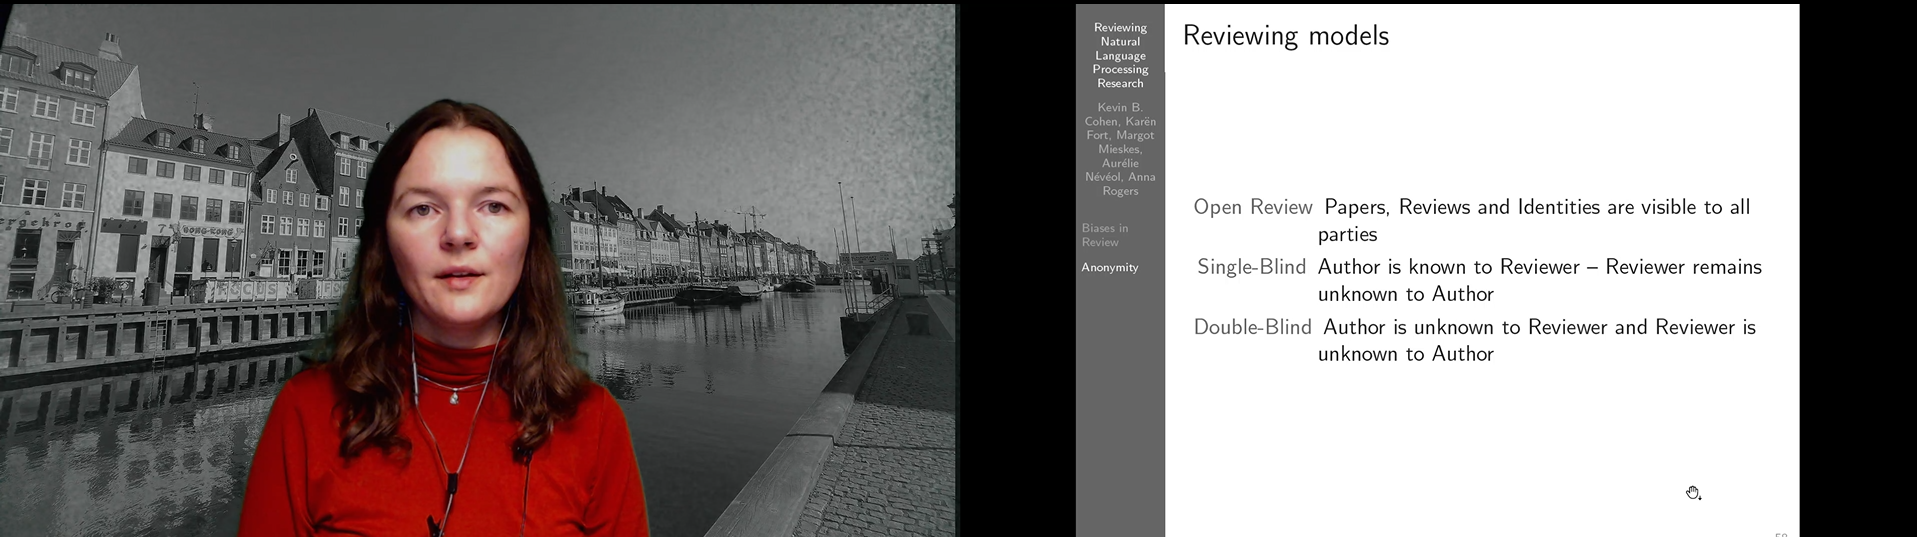 HONG KONG
Reviewing
Natural
Language
Processing
Research
Kevin B.
Cohen, Karën
Fort, Margot
Mieskes,
Aurélie
Névéol, Anna
Rogers
Biases in
Review
Anonymity
Reviewing models
Open Review Papers, Reviews and Identities are visible to all
parties
Single-Blind Author is known to Reviewer – Reviewer remains
unknown to Author
Double-Blind Author is unknown to Reviewer and Reviewer is
unknown to Author